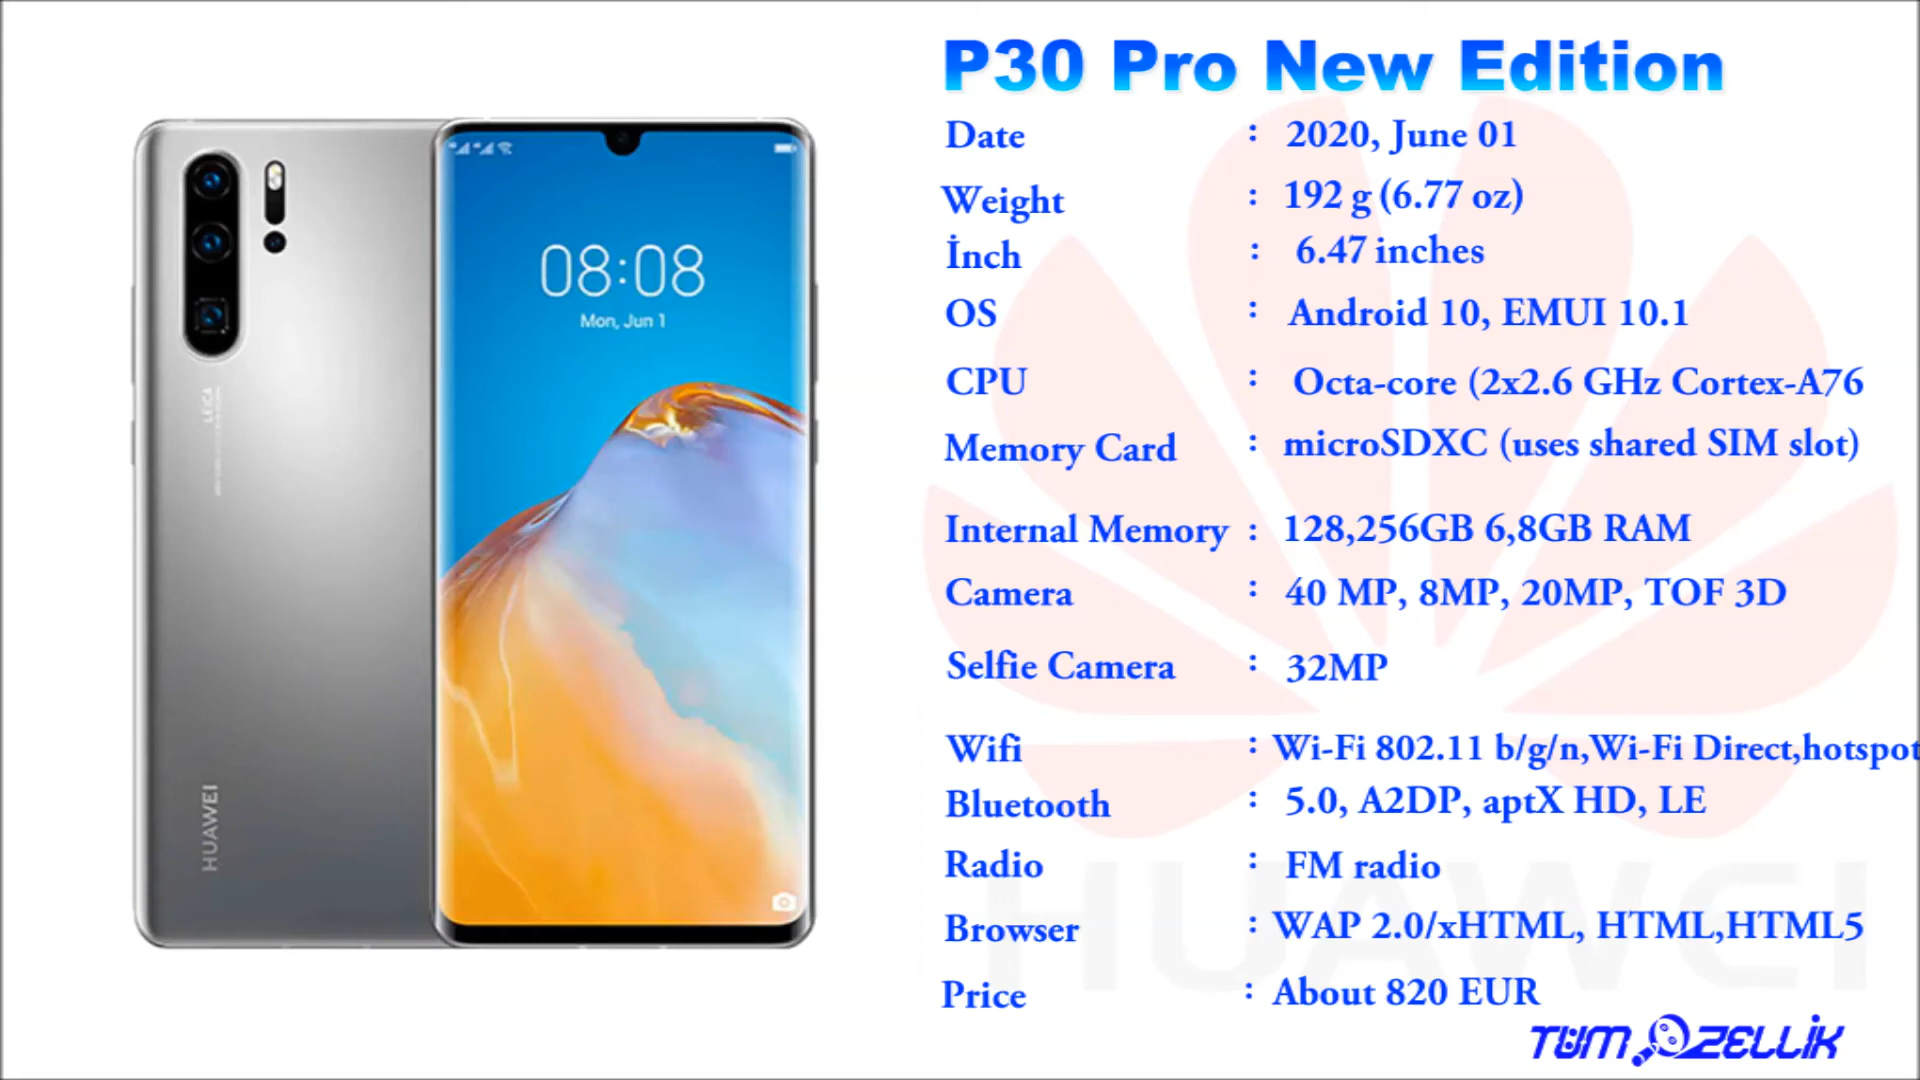 P30 Pro New Edition
Date : 2020, June 01
Weight : 192 g (6.77 oz)
İnch : 6.47 inches
OS : Android 10, EMUI 10.1
CPU : Octa-core (2x2.6 GHz Cortex-A76
Memory Card : microSDXC (uses shared SIM slot)
Internal Memory : 128,256GB 6,8GB RAM
Camera : 40 MP, 8MP, 20MP, TOF 3D
Selfie Camera : 32MP
Wifi : Wi-Fi 802.11 b/g/n,Wi-Fi Direct,hotspot
Bluetooth : 5.0, A2DP, aptX HD, LE
Radio : FM radio
Browser : WAP 2.0/xHTML, HTML,HTML5
Price : About 820 EUR
08:08
Mon, Jun 1
LEICA
HUAWEI
HUAWEI
TÜM ÖZELLİK